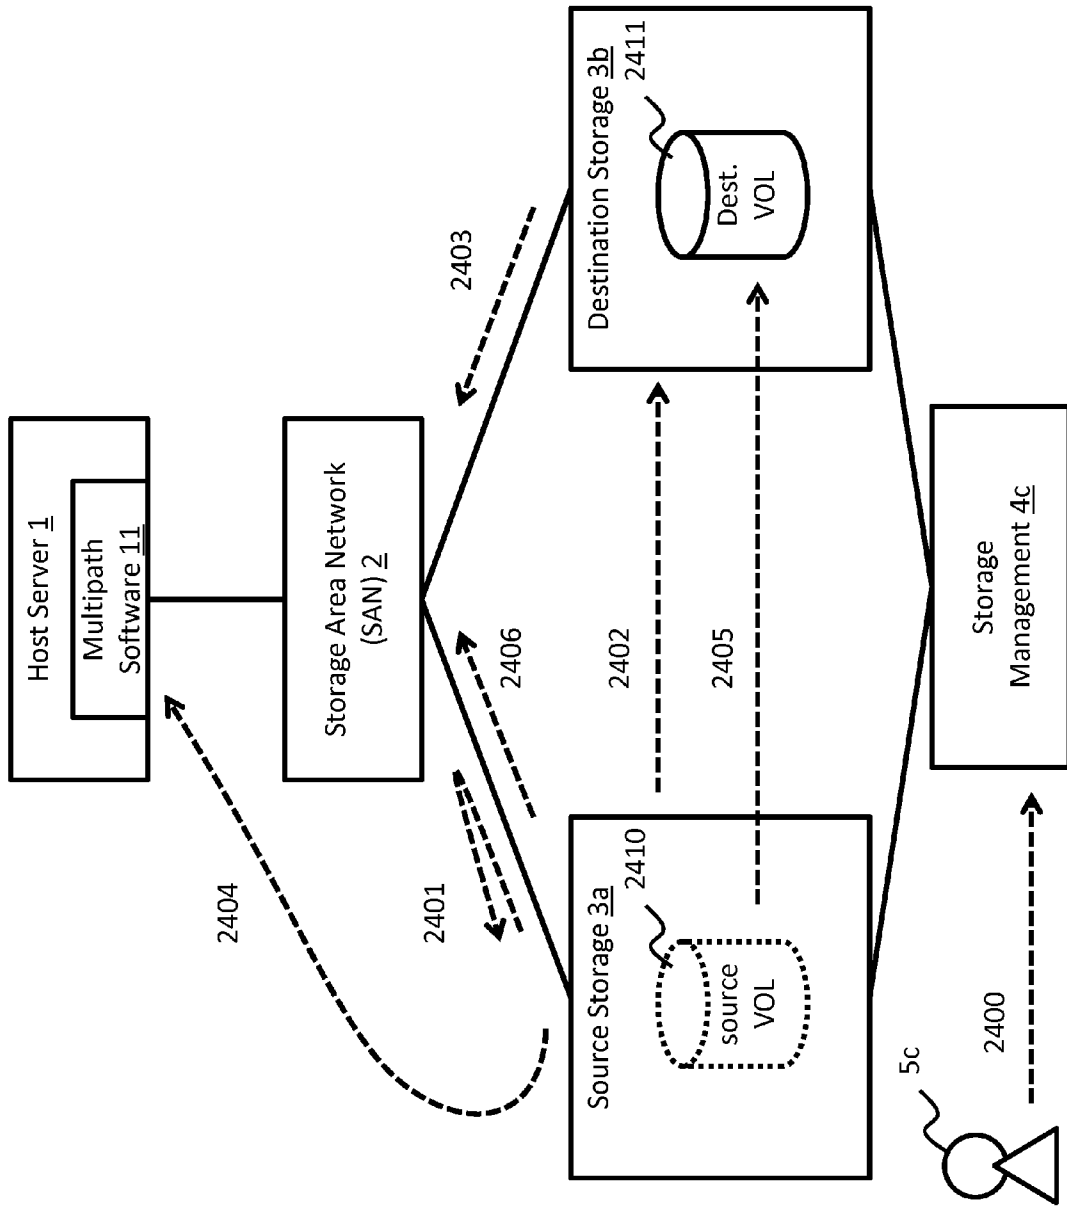 Host Server 1
Multipath
Software 11
Storage Area Network
(SAN) 2
2404
2401
2406
2403
Source Storage 3a
2410
source
VOL
2402
2405
Destination Storage 3b
2411
Dest.
VOL
5c
2400
Storage
Management 4c